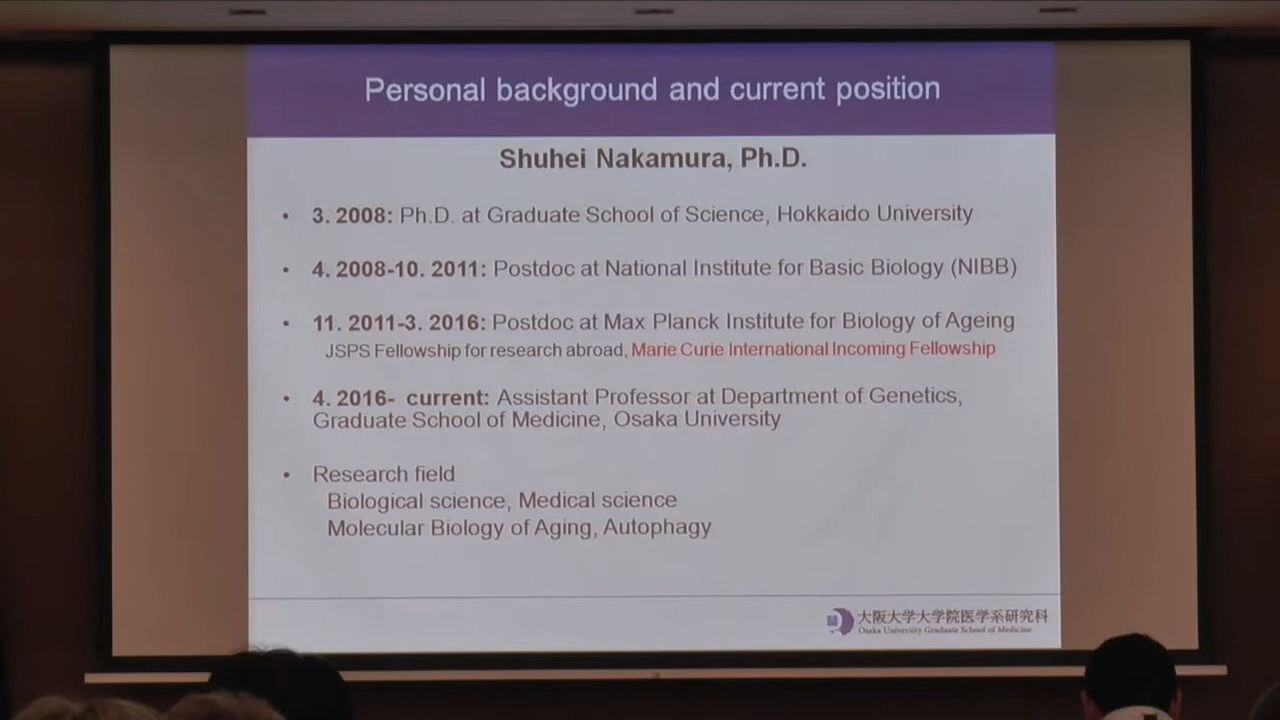 Personal background and current position
Shuhei Nakamura, Ph.D.
• 3. 2008: Ph.D. at Graduate School of Science, Hokkaido University
• 4. 2008-10. 2011: Postdoc at National Institute for Basic Biology (NIBB)
• 11. 2011-3. 2016: Postdoc at Max Planck Institute for Biology of Ageing
JSPS Fellowship for research abroad, Marie Curie International Incoming Fellowship
• 4. 2016- current: Assistant Professor at Department of Genetics,
Graduate School of Medicine, Osaka University
• Research field
Biological science, Medical science
Molecular Biology of Aging, Autophagy
大阪大学大学院医学系研究科
Osaka University Graduate School of Medicine